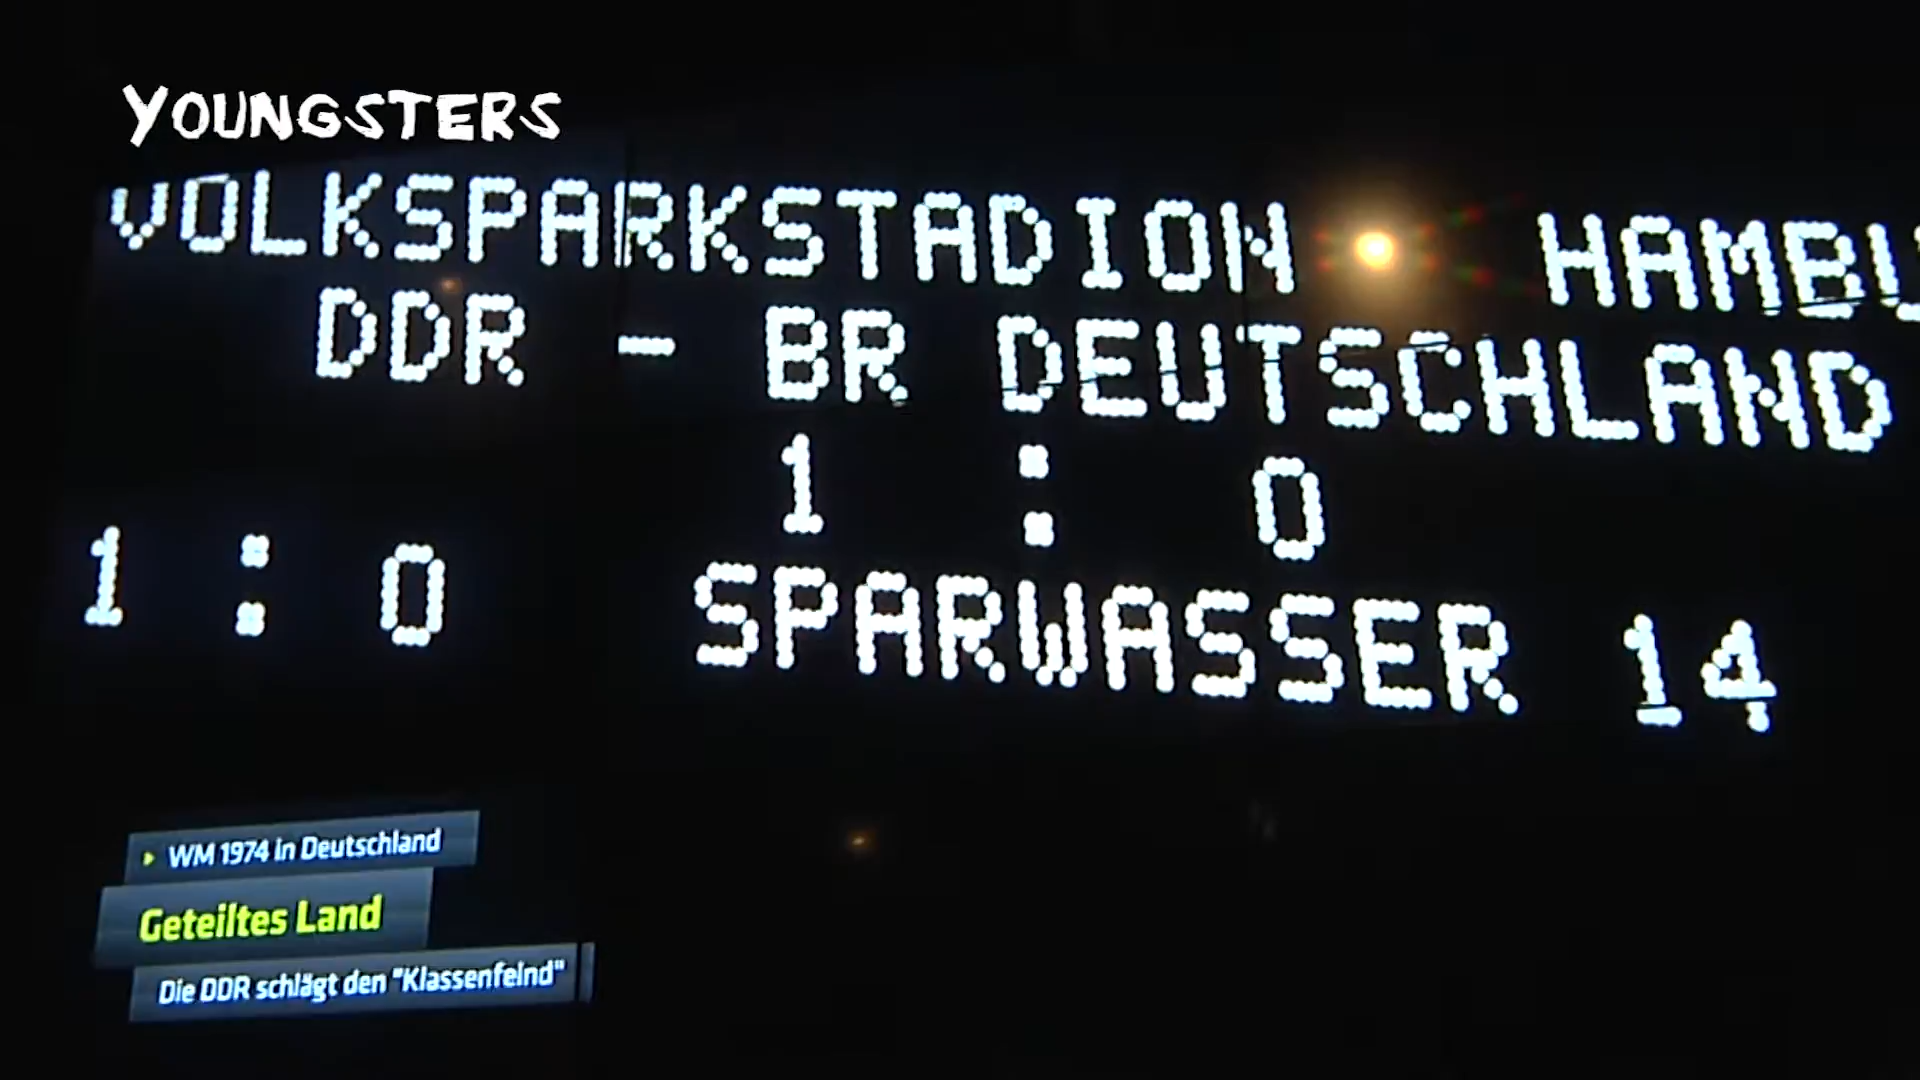 YOUNGSTERS
VOLKSPARKSTADION HAMBU
DDR - BR DEUTSCHLAND
1 : 0
1 : 0 SPARWASSER 14
WM 1974 in Deutschland
Geteiltes Land
Die DDR schlägt den "Klassenfeind"